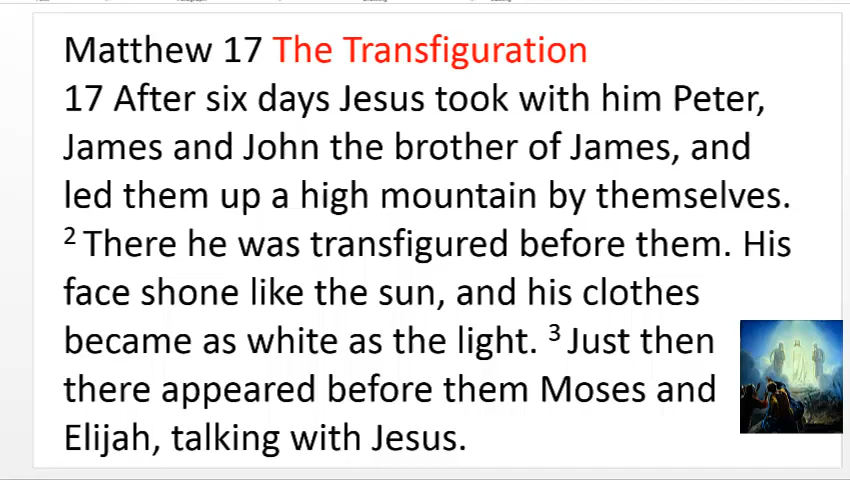 Matthew 17 The Transfiguration
17 After six days Jesus took with him Peter,
James and John the brother of James, and
led them up a high mountain by themselves.
2 There he was transfigured before them. His
face shone like the sun, and his clothes
became as white as the light. 3 Just then
there appeared before them Moses and
Elijah, talking with Jesus.